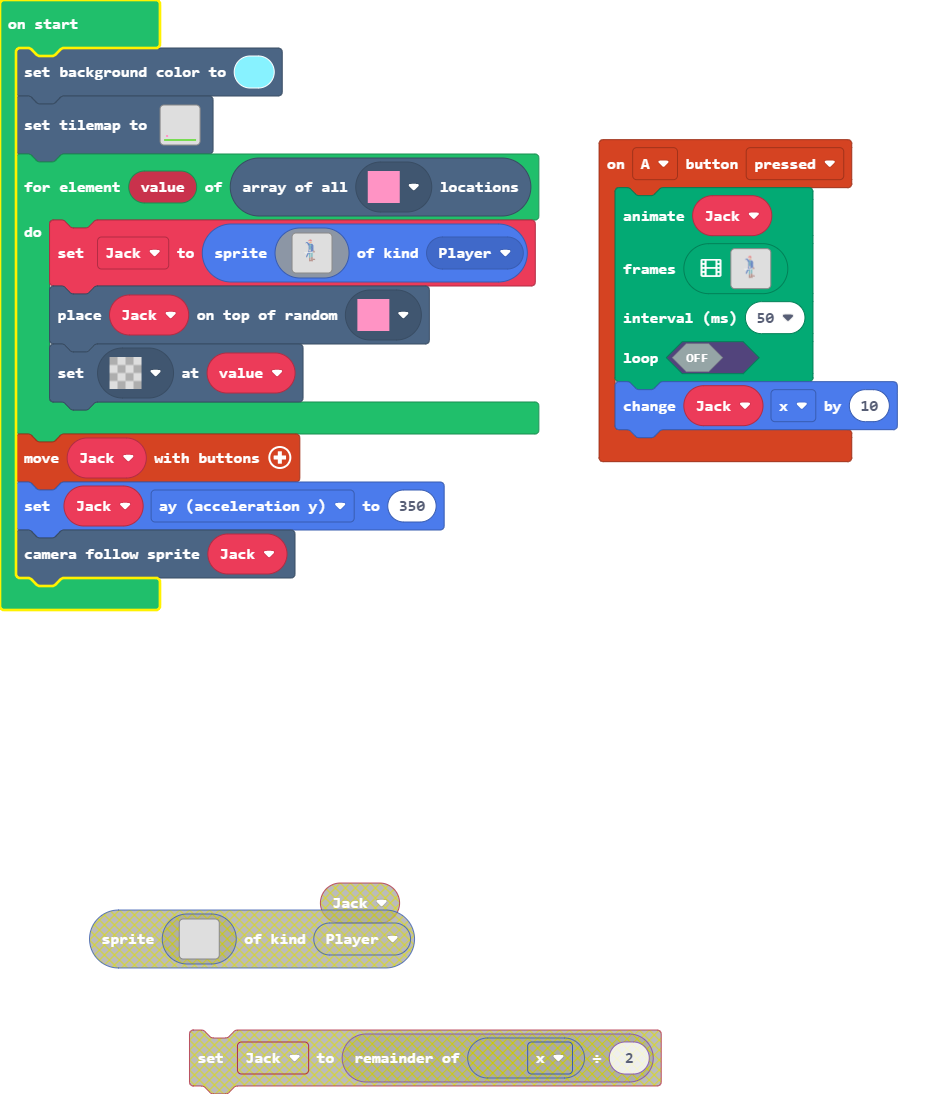 on start
set background color to
set tilemap to
for element value of array of all locations
do
set Jack to sprite of kind Player
place Jack on top of random
set at value
move Jack with buttons
set Jack ay (acceleration y) to 350
camera follow sprite Jack
on A button pressed
animate Jack
frames
interval (ms) 50
loop OFF
change Jack x by 10
Jack
sprite of kind Player
set Jack to remainder of x ÷ 2